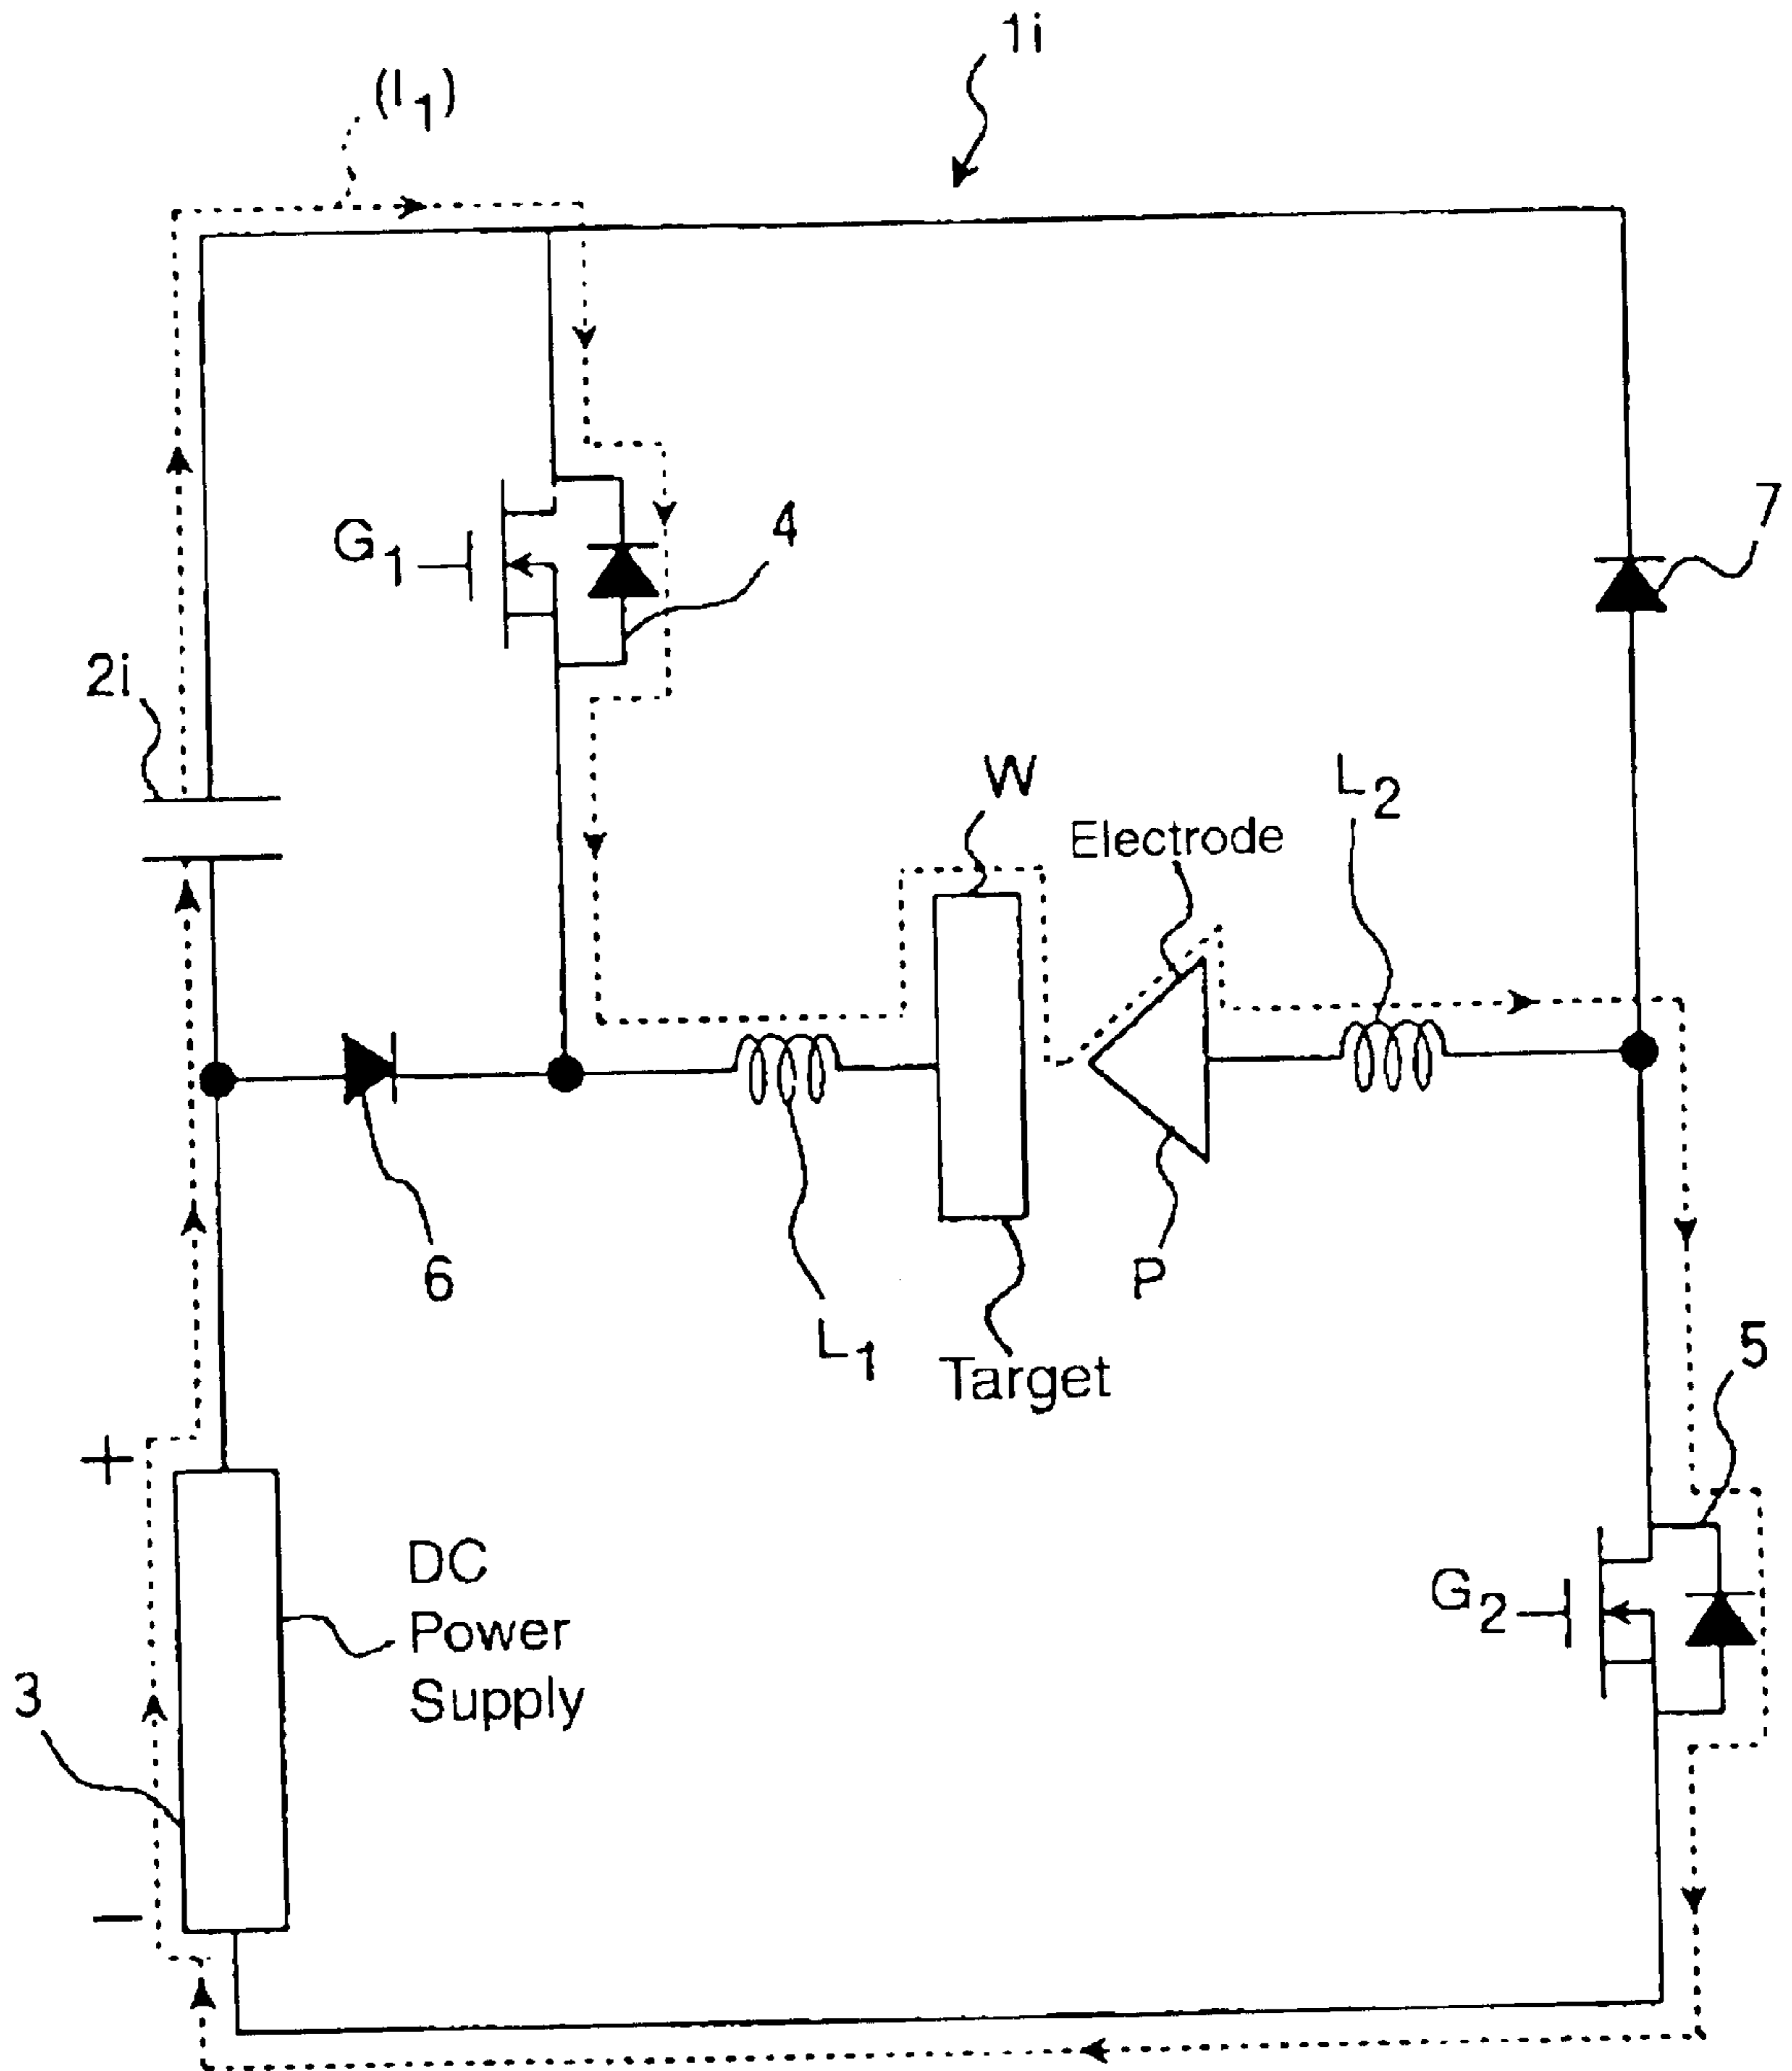 1i
(I1)
G1
4
7
2i
W
L2
Electrode
6
L1
P
Target
5
+
DC
Power
Supply
G2
3
−